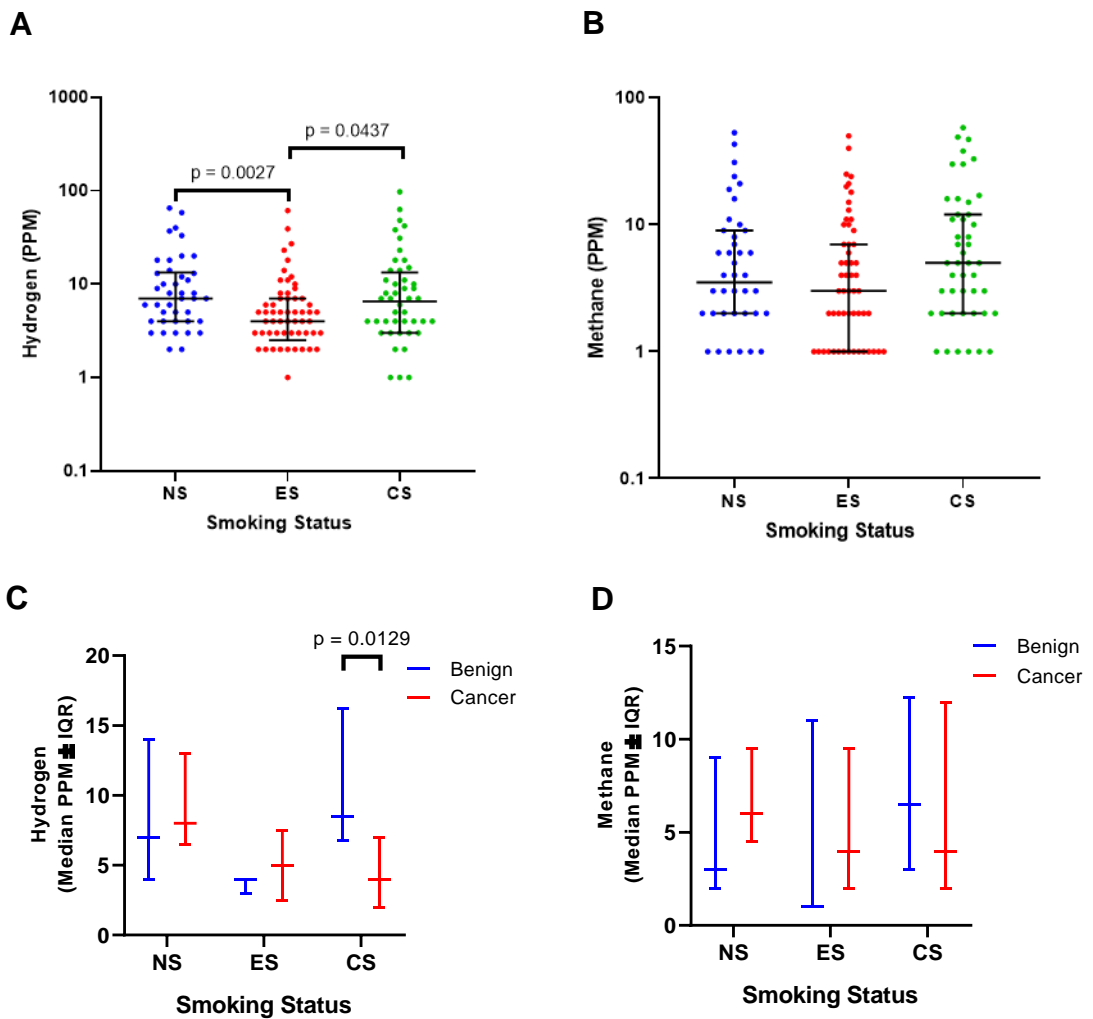 A
1000
100
10
1
0.1
Hydrogen (PPM)
p = 0.0027
p = 0.0437
NS ES CS
Smoking Status
B
100
10
1
0.1
Methane (PPM)
NS ES CS
Smoking Status
C
20
15
10
5
0
Hydrogen
(Median PPM ± IQR)
p = 0.0129
Benign
Cancer
NS ES CS
Smoking Status
D
15
10
5
0
Methane
(Median PPM ± IQR)
Benign
Cancer
NS ES CS
Smoking Status